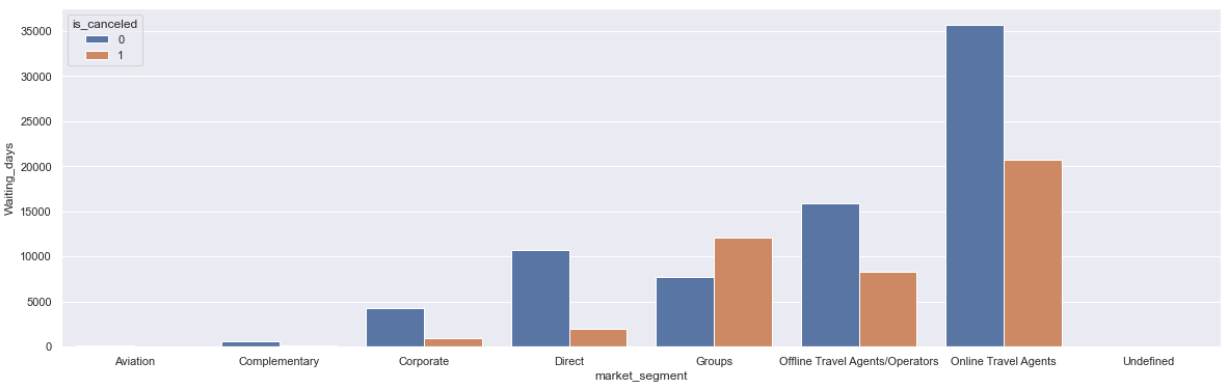 is_canceled
0
1
35000
30000
25000
20000
15000
10000
5000
0
Waiting_days
Aviation Complementary Corporate Direct Groups Offline Travel Agents/Operators Online Travel Agents Undefined
market_segment